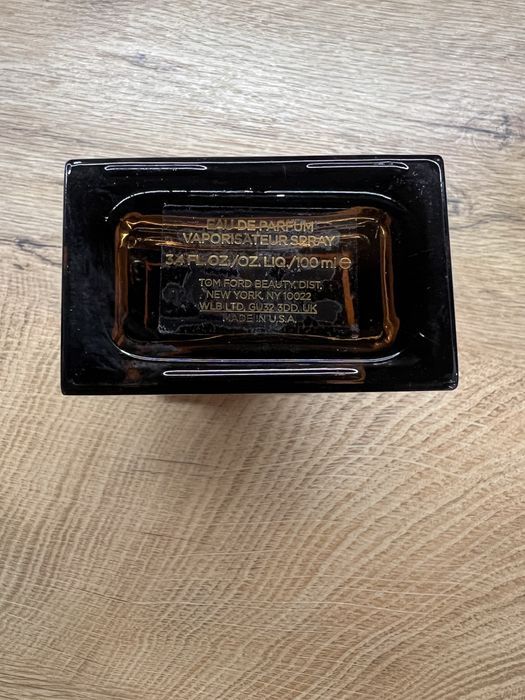 EAU DE PARFUM
VAPORISATEUR SPRAY
3.4 FL.OZ./OZ. LIQ./100 ml ℮
TOM FORD BEAUTY, DIST.
NEW YORK, NY 10022
WLB LTD, GU32 3DD, UK
MADE IN U.S.A.